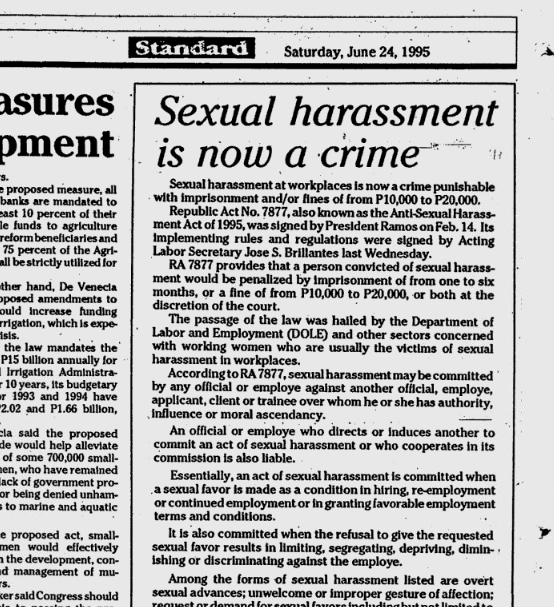 Standard
Saturday, June 24, 1995
asures
pment
s.
e proposed measure, all
banks are mandated to
east 10 percent of their
le funds to agriculture
reform beneficiaries and
75 percent of the Agri-
all be strictly utilized for
other hand, De Venecia
oposed amendments to
ould increase funding
rrigation, which is expe-
isis.
the law mandates the
P15 billion annually for
l Irrigation Administra-
r 10 years, its budgetary
or 1993 and 1994 have
P2.02 and P1.66 billion,
cia said the proposed
de would help alleviate
of some 700,000 small-
men, who have remained
lack of government pro-
or being denied unham-
s to marine and aquatic
e proposed act, small-
men would effectively
n the development, con-
nd management of mu-
rs.
ker said Congress should
Sexual harassment
is now a crime
Sexual harassment at workplaces is now a crime punishable
with imprisonment and/or fines of from P10,000 to P20,000.
Republic Act No. 7877, also known as the Anti-Sexual Harass-
ment Act of 1995, was signed by President Ramos on Feb. 14. Its
implementing rules and regulations were signed by Acting
Labor Secretary Jose S. Brillantes last Wednesday.
RA 7877 provides that a person convicted of sexual harass-
ment would be penalized by imprisonment of from one to six
months, or a fine of from P10,000 to P20,000, or both at the
discretion of the court.
The passage of the law was hailed by the Department of
Labor and Employment (DOLE) and other sectors concerned
with working women who are usually the victims of sexual
harassment in workplaces.
According to RA 7877, sexual harassment may be committed
by any official or employe against another official, employe,
applicant, client or trainee over whom he or she has authority,
influence or moral ascendancy.
An official or employe who directs or induces another to
commit an act of sexual harassment or who cooperates in its
commission is also liable.
Essentially, an act of sexual harassment is committed when
a sexual favor is made as a condition in hiring, re-employment
or continued employment or in granting favorable employment
terms and conditions.
It is also committed when the refusal to give the requested
sexual favor results in limiting, segregating, depriving, dimin-
ishing or discriminating against the employe.
Among the forms of sexual harassment listed are overt
sexual advances; unwelcome or improper gesture of affection;
request or demand for sexual favors including but not limited to